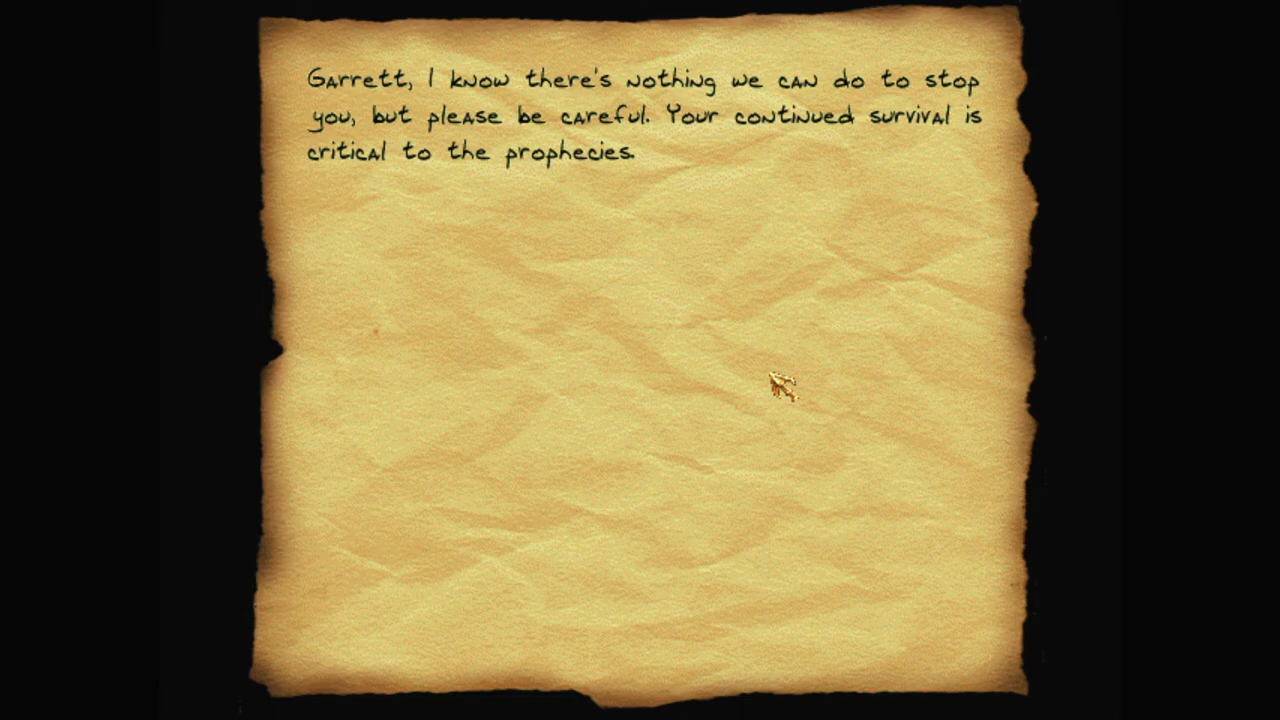 Garrett, I know there's nothing we can do to stop
you, but please be careful. Your continued survival is
critical to the prophecies.